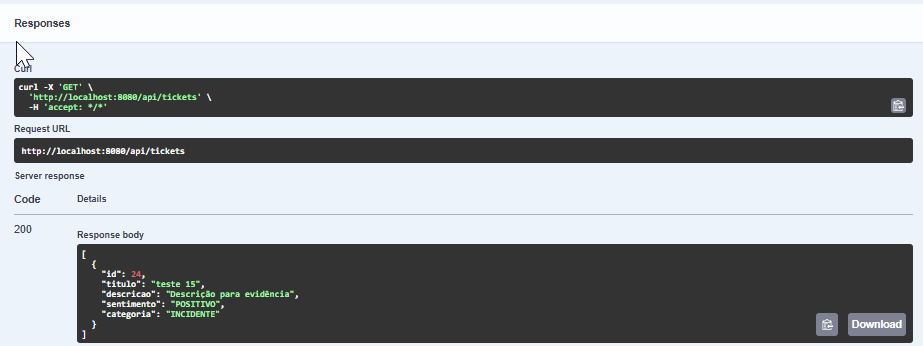 Responses
Curl
curl -X 'GET' \
'http://localhost:8080/api/tickets' \
-H 'accept: */*'
Request URL
http://localhost:8080/api/tickets
Server response
Code Details
200
Response body
[
{
"id": 24,
"titulo": "teste 15",
"descricao": "Descrição para evidência",
"sentimento": "POSITIVO",
"categoria": "INCIDENTE"
}
]
Download